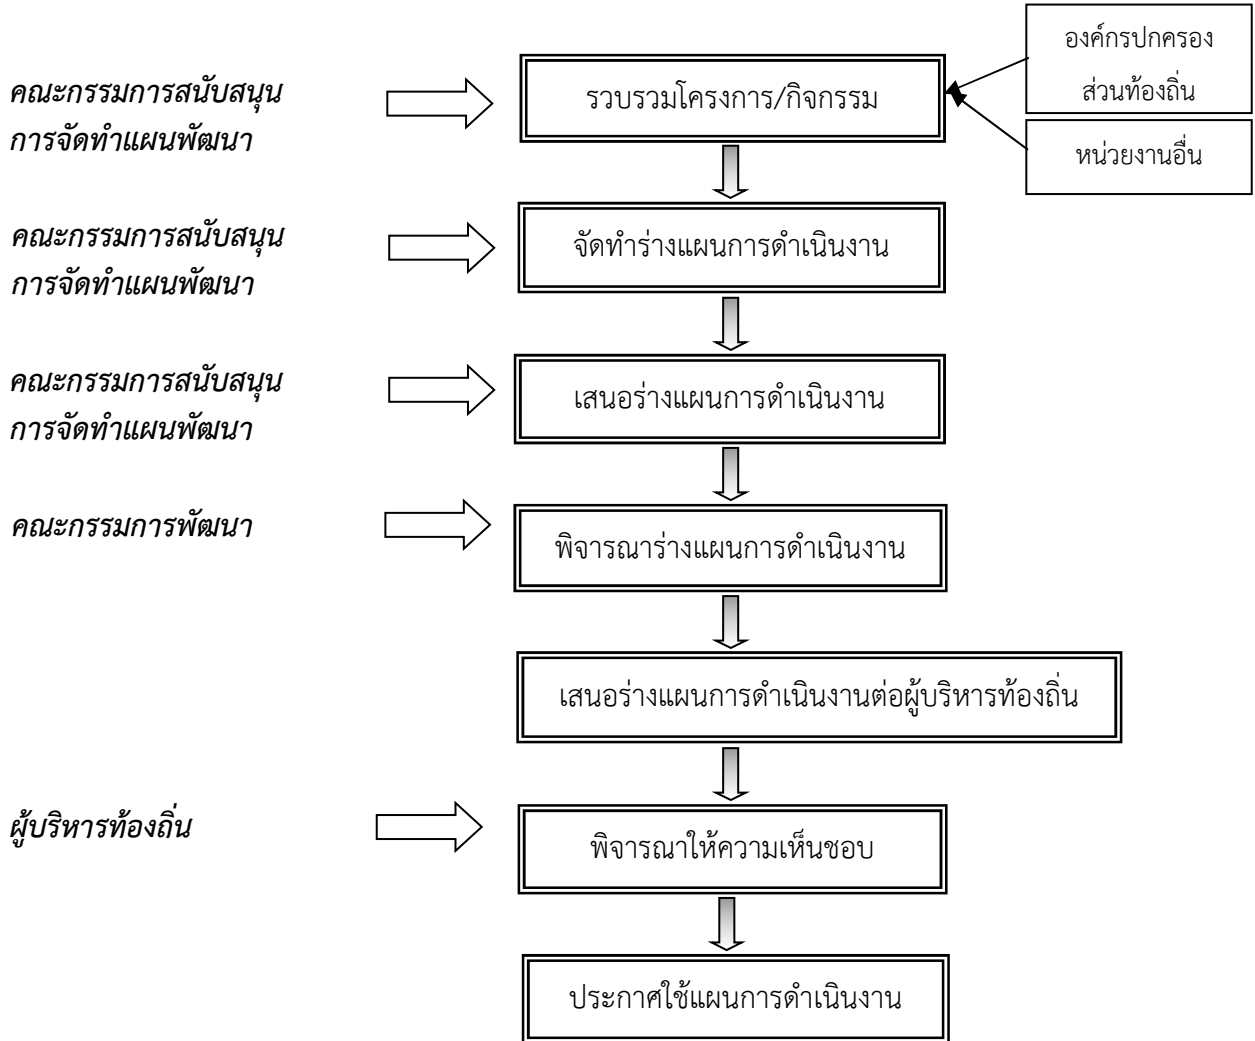 องค์กรปกครอง
ส่วนท้องถิ่น
หน่วยงานอื่น
คณะกรรมการสนับสนุน
การจัดทำแผนพัฒนา
รวบรวมโครงการ/กิจกรรม
คณะกรรมการสนับสนุน
การจัดทำแผนพัฒนา
จัดทำร่างแผนการดำเนินงาน
คณะกรรมการสนับสนุน
การจัดทำแผนพัฒนา
เสนอร่างแผนการดำเนินงาน
คณะกรรมการพัฒนา
พิจารณาร่างแผนการดำเนินงาน
เสนอร่างแผนการดำเนินงานต่อผู้บริหารท้องถิ่น
ผู้บริหารท้องถิ่น
พิจารณาให้ความเห็นชอบ
ประกาศใช้แผนการดำเนินงาน